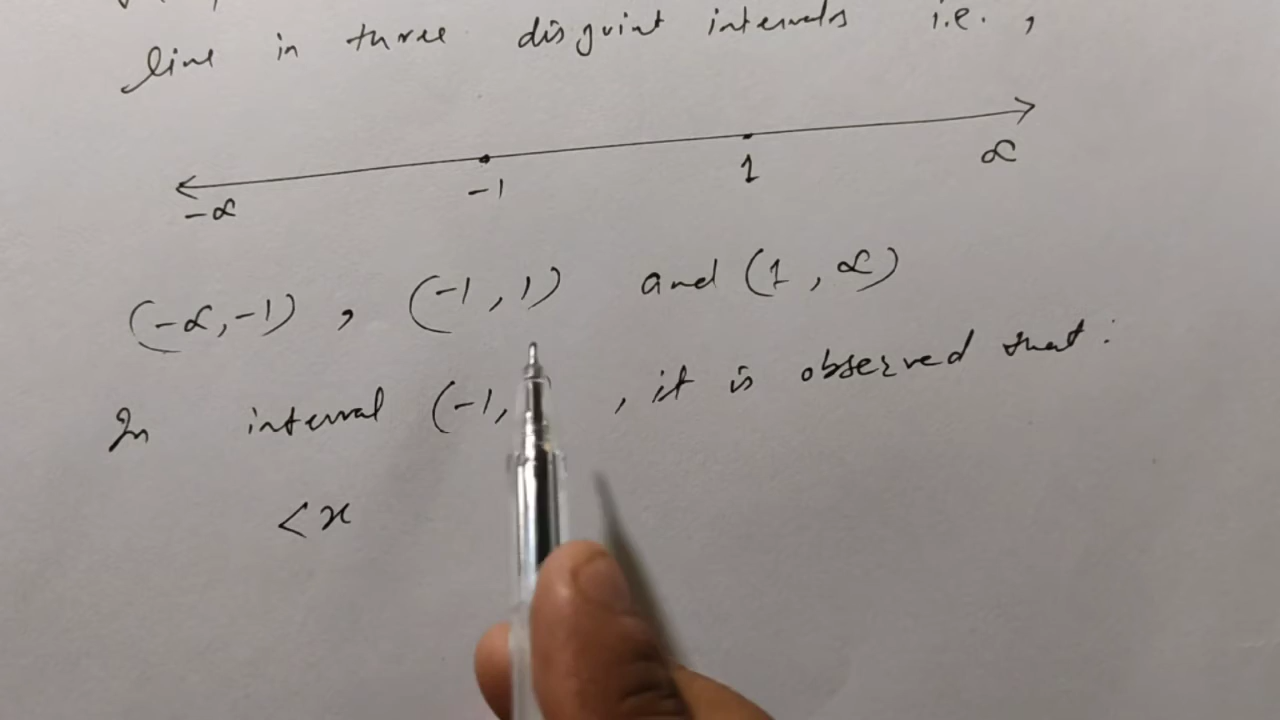 line in three disjoint intervals i.e. ,
-∝ -1 1 ∝
(-∝,-1) , (-1,1) and (1,∝)
In interval (-1, , it is observed that:
<x